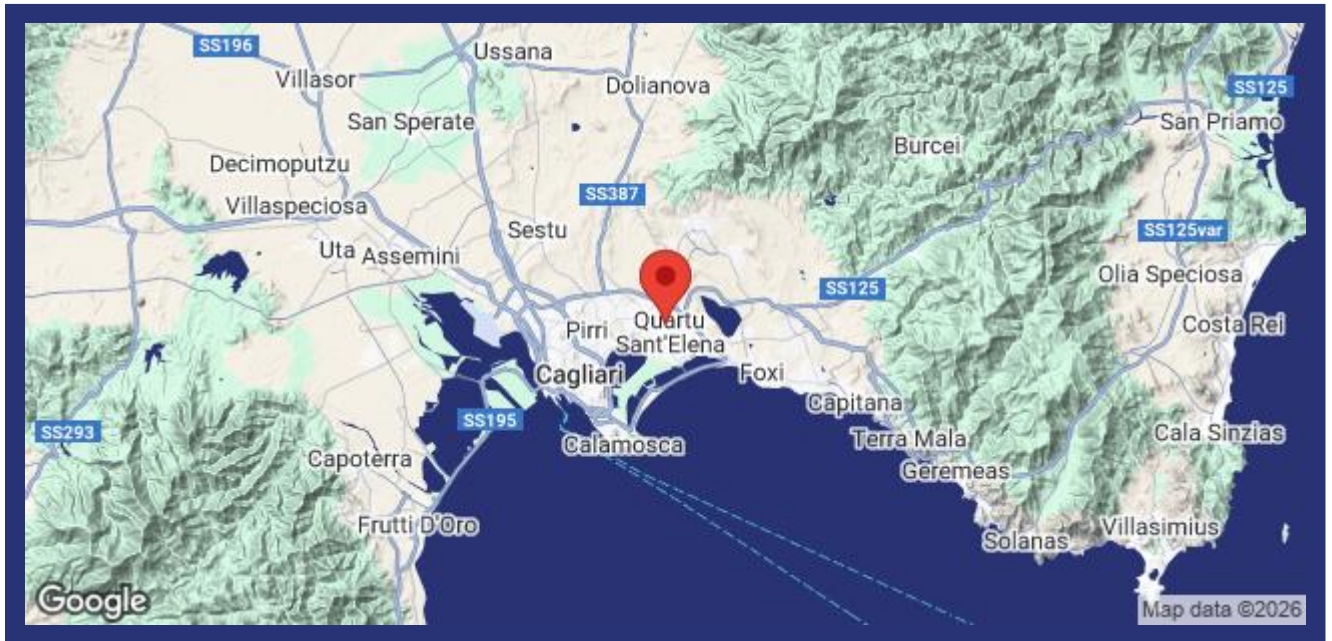 SS196
Ussana
Villasor
Dolianova
SS125
San Sperate
San Priamo
Burcei
Decimoputzu
SS387
Villaspeciosa
Sestu
SS125var
Uta
Assemini
Olia Speciosa
SS125
Quartu
Sant'Elena
Pirri
Costa Rei
Cagliari
Foxi
Capitana
SS195
SS293
Cala Sinzias
Terra Mala
Calamosca
Capoterra
Geremeas
Frutti D'Oro
Villasimius
Solanas
Google
Map data ©2026